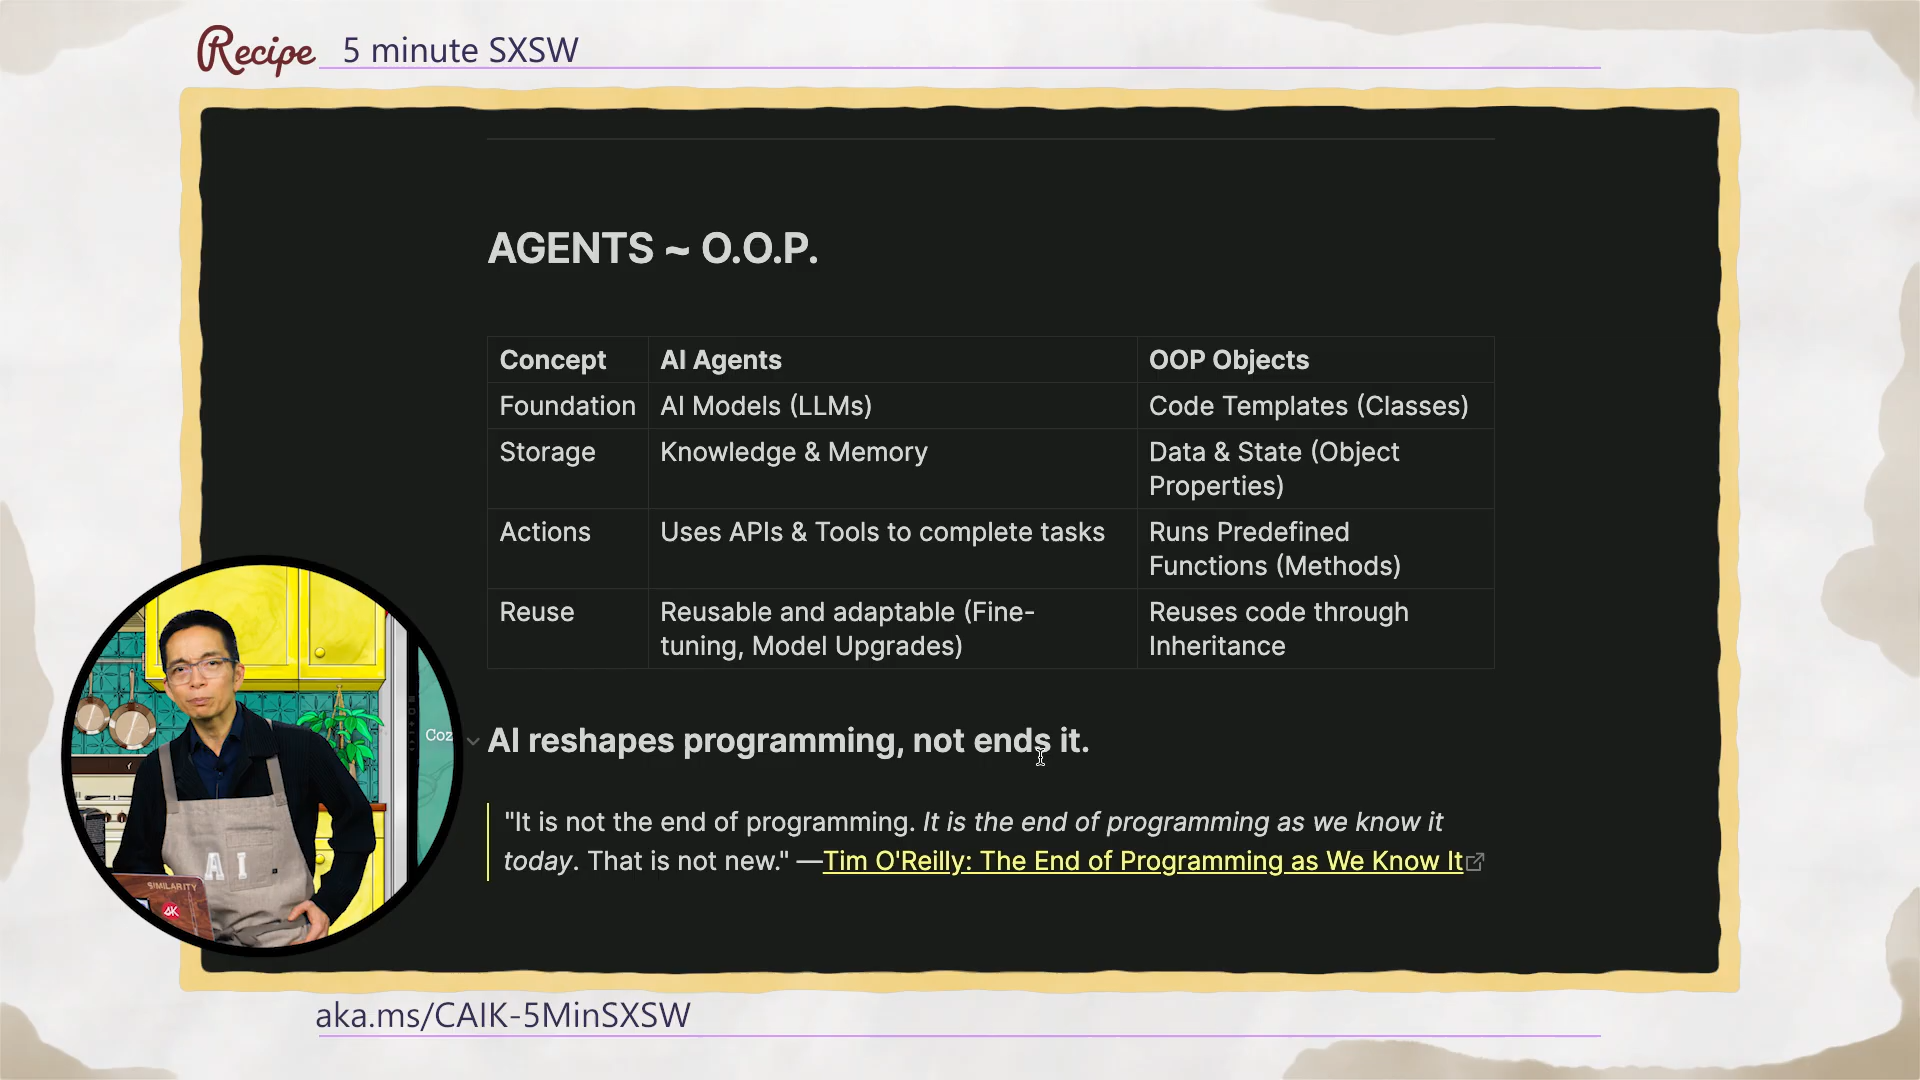 Recipe 5 minute SXSW
AGENTS ~ O.O.P.
Concept AI Agents OOP Objects
Foundation AI Models (LLMs) Code Templates (Classes)
Storage Knowledge & Memory Data & State (Object
Properties)
Actions Uses APIs & Tools to complete tasks Runs Predefined
Functions (Methods)
Reuse Reusable and adaptable (Fine-
tuning, Model Upgrades) Reuses code through
Inheritance
Coz
AI reshapes programming, not ends it.
"It is not the end of programming. It is the end of programming as we know it
today. That is not new." —Tim O'Reilly: The End of Programming as We Know It
AI
SIMILARITY
aka.ms/CAIK-5MinSXSW